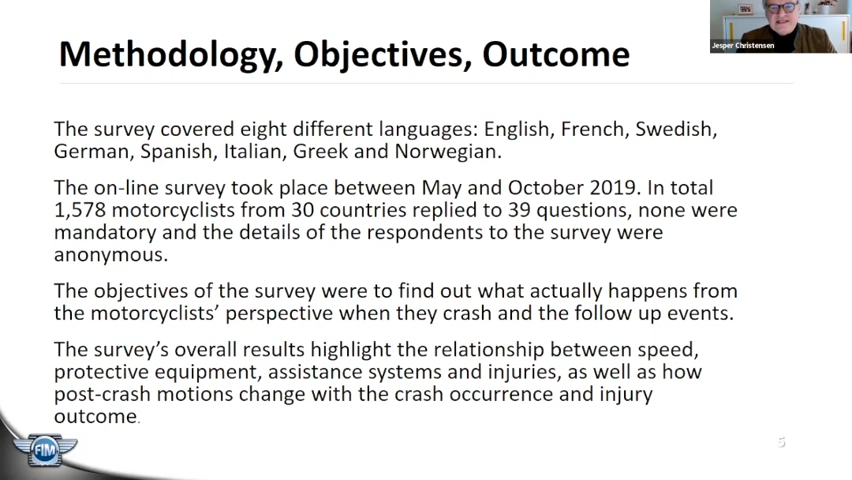 Jesper Christensen
Methodology, Objectives, Outcome
The survey covered eight different languages: English, French, Swedish,
German, Spanish, Italian, Greek and Norwegian.
The on-line survey took place between May and October 2019. In total
1,578 motorcyclists from 30 countries replied to 39 questions, none were
mandatory and the details of the respondents to the survey were
anonymous.
The objectives of the survey were to find out what actually happens from
the motorcyclists’ perspective when they crash and the follow up events.
The survey’s overall results highlight the relationship between speed,
protective equipment, assistance systems and injuries, as well as how
post-crash motions change with the crash occurrence and injury
outcome.
FIM
5